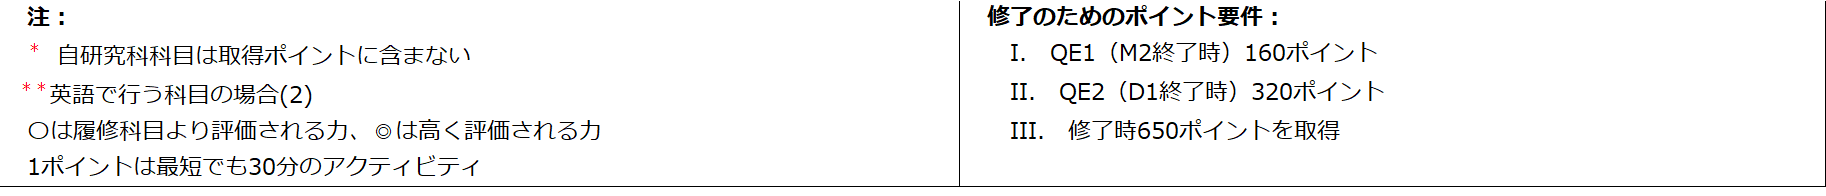 注：
* 自研究科科目は取得ポイントに含まない
**英語で行う科目の場合(2)
〇は履修科目より評価される力、◎は高く評価される力
1ポイントは最短でも30分のアクティビティ
修了のためのポイント要件：
I. QE1（M2終了時）160ポイント
II. QE2（D1終了時）320ポイント
III. 修了時650ポイントを取得